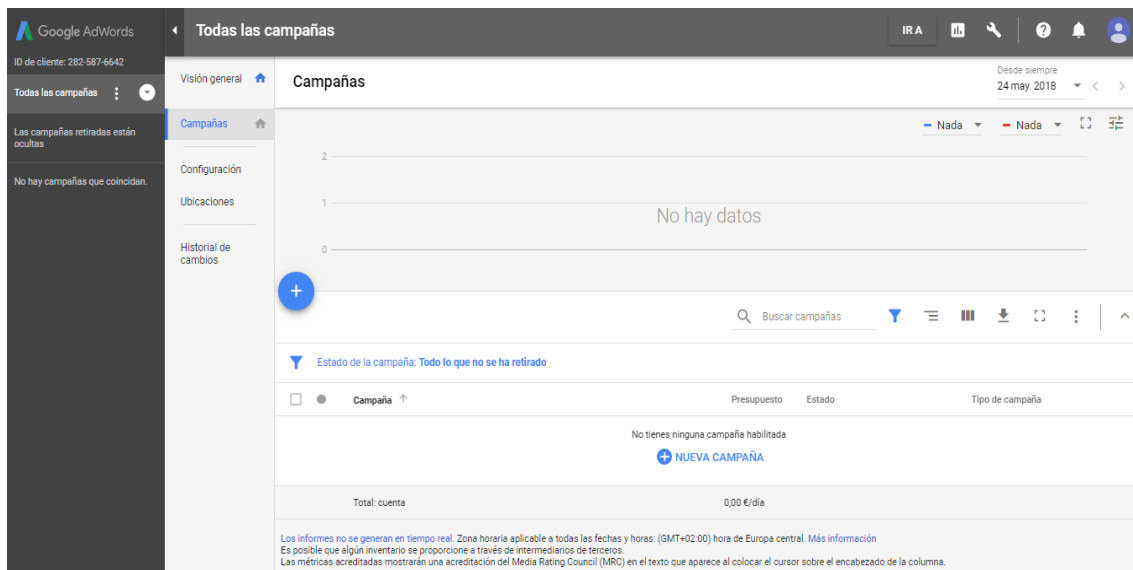 Google AdWords
Todas las campañas
IR A
ID de cliente: 282-587-6642
Todas las campañas
Las campañas retiradas están
ocultas
No hay campañas que coincidan.
Visión general
Campañas
Configuración
Ubicaciones
Historial de
cambios
Campañas
Desde siempre
24 may. 2018
Nada
Nada
2
1
0
No hay datos
Buscar campañas
Estado de la campaña: Todo lo que no se ha retirado
Campaña Presupuesto Estado Tipo de campaña
No tienes ninguna campaña habilitada
NUEVA CAMPAÑA
Total: cuenta 0,00 €/día
Los informes no se generan en tiempo real. Zona horaria aplicable a todas las fechas y horas: (GMT+02:00) hora de Europa central. Más información
Es posible que algún inventario se proporcione a través de intermediarios de terceros.
Las métricas acreditadas mostrarán una acreditación del Media Rating Council (MRC) en el texto que aparece al colocar el cursor sobre el encabezado de la columna.